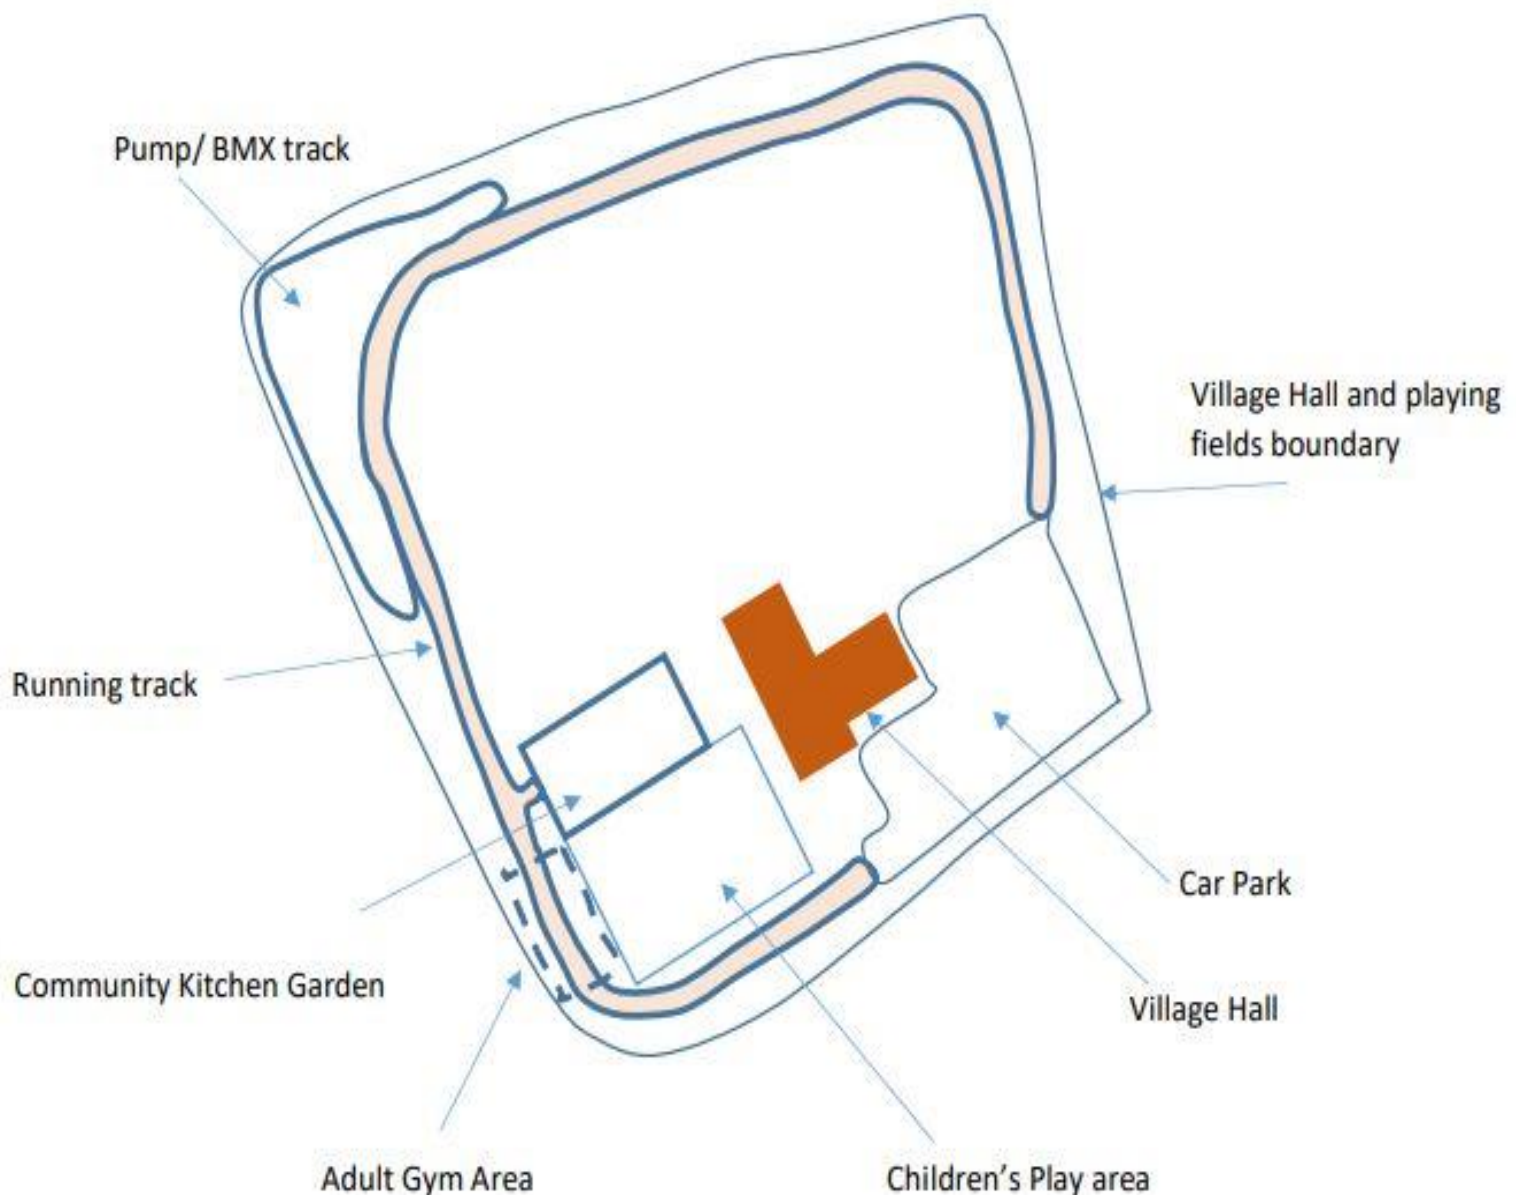 Pump/ BMX track
Village Hall and playing
fields boundary
Running track
Car Park
Community Kitchen Garden
Village Hall
Adult Gym Area
Children’s Play area